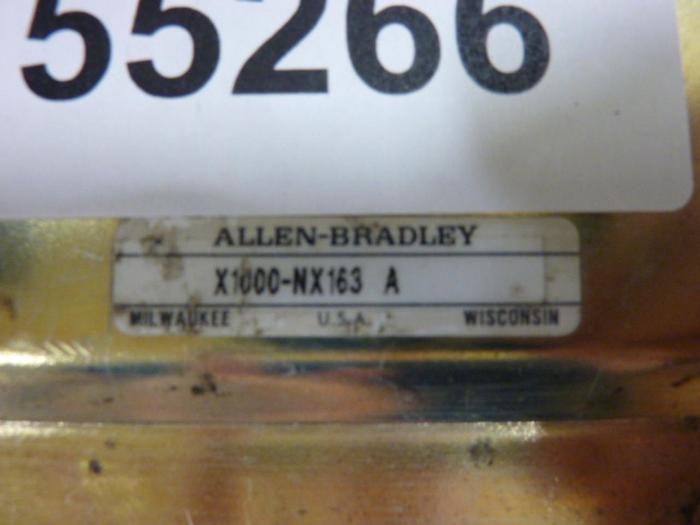 55266
ALLEN-BRADLEY
X1000-NX163 A
MILWAUKEE U.S.A. WISCONSIN